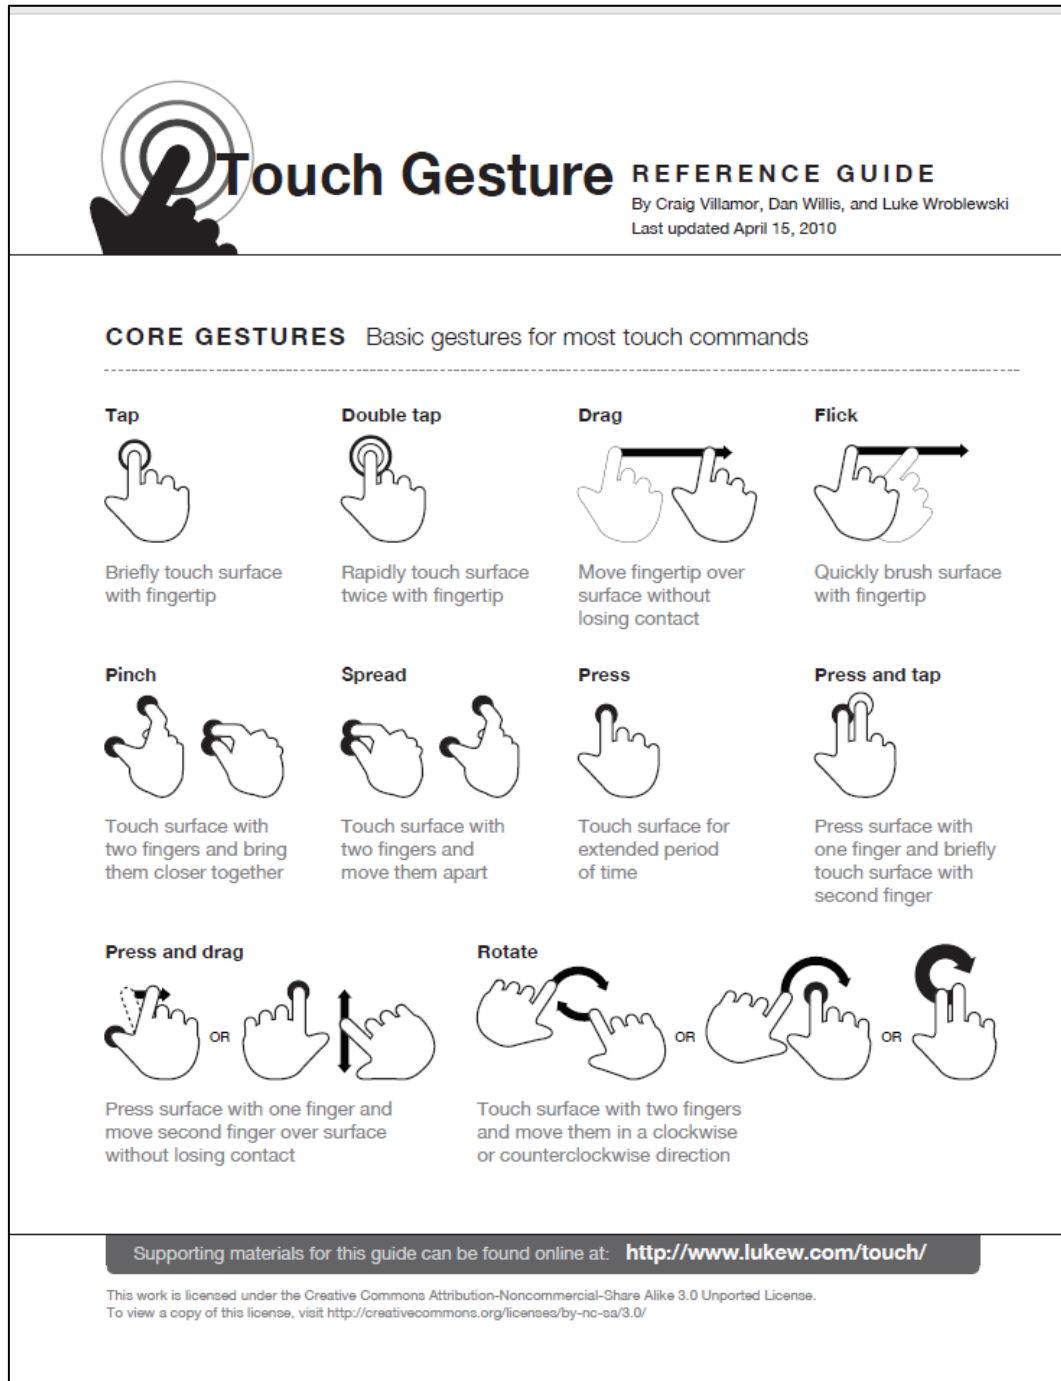 Touch Gesture REFERENCE GUIDE
By Craig Villamor, Dan Willis, and Luke Wroblewski
Last updated April 15, 2010
CORE GESTURES Basic gestures for most touch commands
Tap
Briefly touch surface
with fingertip
Double tap
Rapidly touch surface
twice with fingertip
Drag
Move fingertip over
surface without
losing contact
Flick
Quickly brush surface
with fingertip
Pinch
Touch surface with
two fingers and bring
them closer together
Spread
Touch surface with
two fingers and
move them apart
Press
Touch surface for
extended period
of time
Press and tap
Press surface with
one finger and briefly
touch surface with
second finger
Press and drag
OR
Press surface with one finger and
move second finger over surface
without losing contact
Rotate
OR
OR
Touch surface with two fingers
and move them in a clockwise
or counterclockwise direction
Supporting materials for this guide can be found online at: http://www.lukew.com/touch/
This work is licensed under the Creative Commons Attribution-Noncommercial-Share Alike 3.0 Unported License.
To view a copy of this license, visit http://creativecommons.org/licenses/by-nc-sa/3.0/